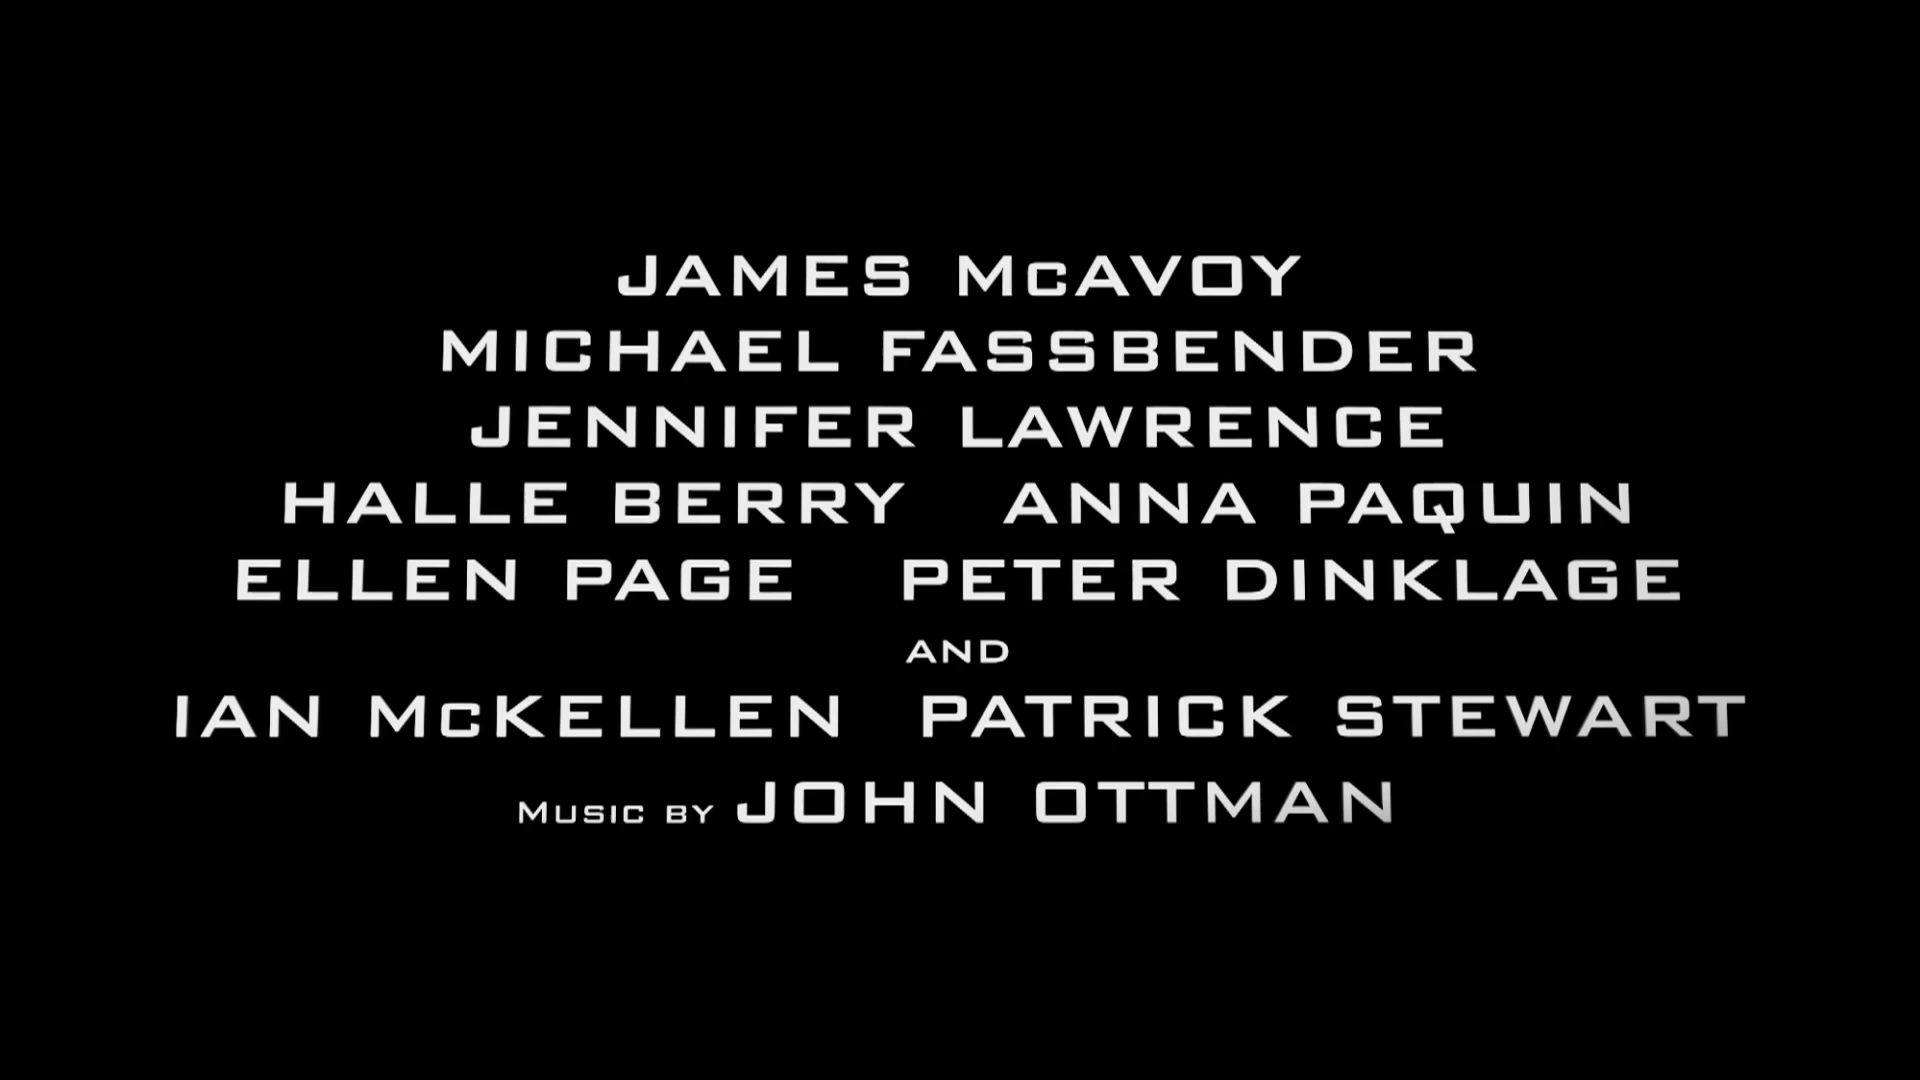 JAMES McAVOY
MICHAEL FASSBENDER
JENNIFER LAWRENCE
HALLE BERRY ANNA PAQUIN
ELLEN PAGE PETER DINKLAGE
AND
IAN McKELLEN PATRICK STEWART
MUSIC BY JOHN OTTMAN